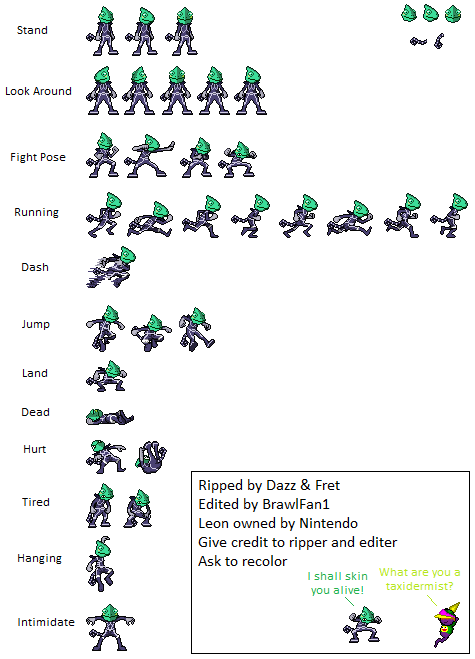 Stand
Look Around
Fight Pose
Running
Dash
Jump
Land
Dead
Hurt
Tired
Hanging
Intimidate
Ripped by Dazz & Fret
Edited by BrawlFan1
Leon owned by Nintendo
Give credit to ripper and editer
Ask to recolor
I shall skin
you alive!
What are you a
taxidermist?